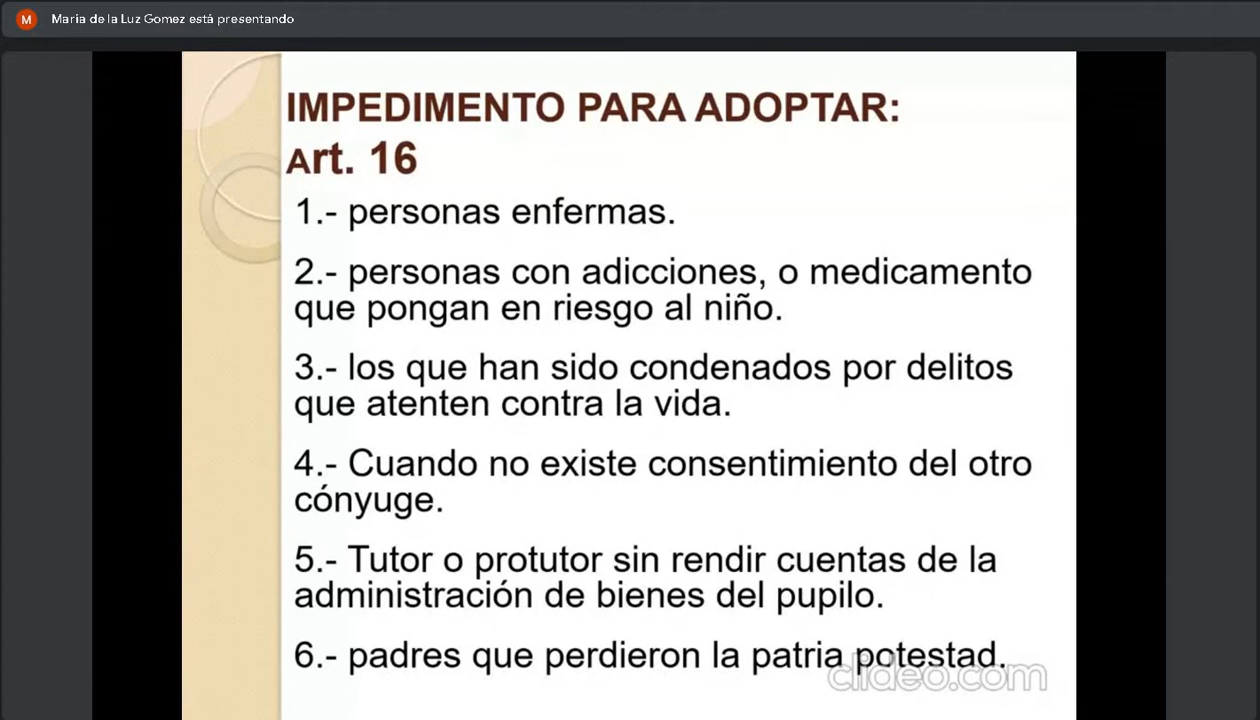 M
Maria de la Luz Gomez está presentando
IMPEDIMENTO PARA ADOPTAR:
Art. 16
1.- personas enfermas.
2.- personas con adicciones, o medicamento
que pongan en riesgo al niño.
3.- los que han sido condenados por delitos
que atenten contra la vida.
4.- Cuando no existe consentimiento del otro
cónyuge.
5.- Tutor o protutor sin rendir cuentas de la
administración de bienes del pupilo.
6.- padres que perdieron la patria potestad.
clideo.com